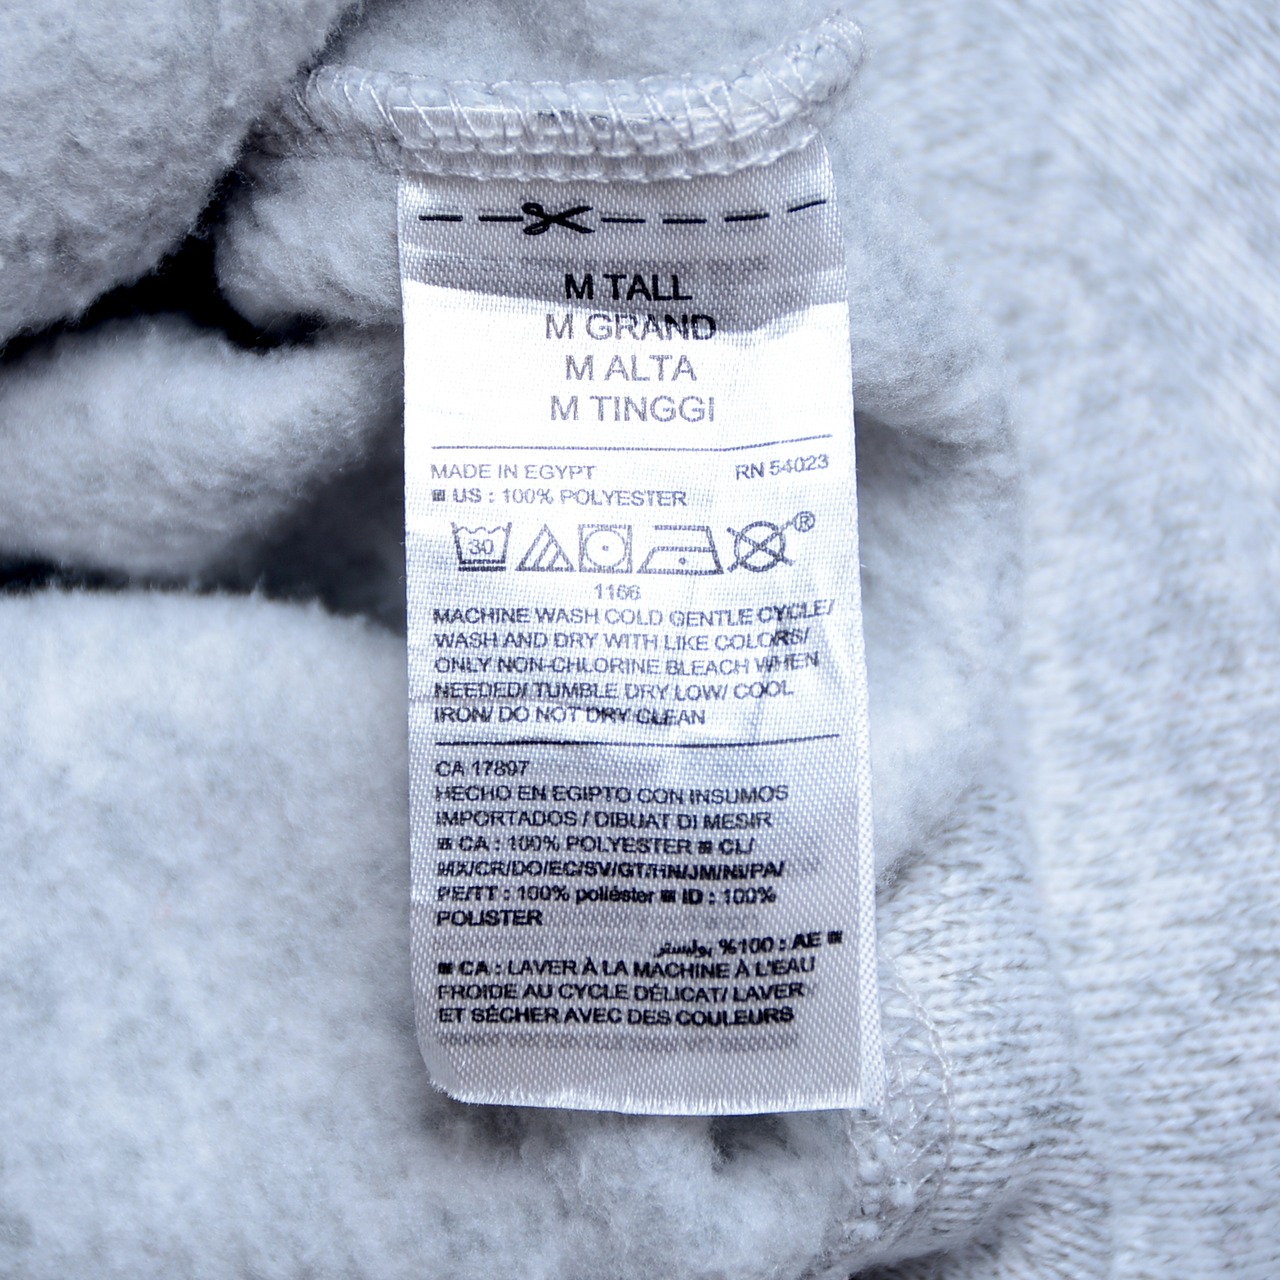 M TALL
M GRAND
M ALTA
M TINGGI
MADE IN EGYPT RN 54023
US : 100% POLYESTER
30 ®
1166
MACHINE WASH COLD GENTLE CYCLE/
WASH AND DRY WITH LIKE COLORS/
ONLY NON-CHLORINE BLEACH WHEN
NEEDED/ TUMBLE DRY LOW/ COOL
IRON/ DO NOT DRY CLEAN
CA 17897
HECHO EN EGIPTO CON INSUMOS
IMPORTADOS / DIBUAT DI MESIR
CA : 100% POLYESTER CL/
MX/CR/DO/EC/SV/GT/HN/JM/NI/PA/
PE/TT : 100% poliéster ID : 100%
POLISTER
AE : 100% بوليستر
CA : LAVER À LA MACHINE À L'EAU
FROIDE AU CYCLE DÉLICAT/ LAVER
ET SÉCHER AVEC DES COULEURS